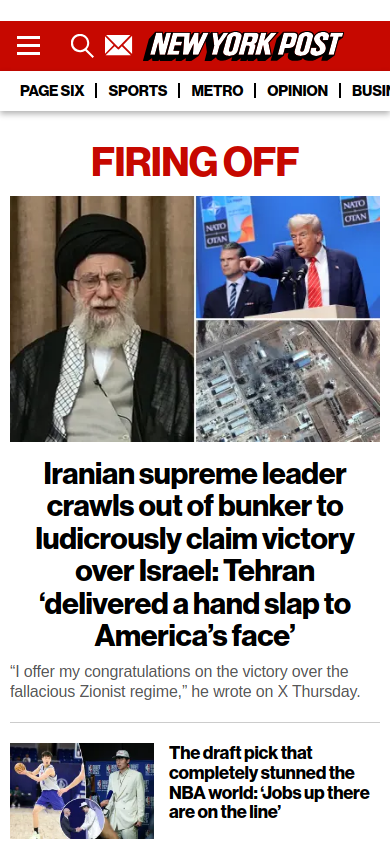 NEW YORK POST
PAGE SIX
SPORTS
METRO
OPINION
BUSI
FIRING OFF
NATO
OTAN
NATO
OTAN
Iranian supreme leader
crawls out of bunker to
ludicrously claim victory
over Israel: Tehran
‘delivered a hand slap to
America’s face’
“I offer my congratulations on the victory over the
fallacious Zionist regime,” he wrote on X Thursday.
The draft pick that
completely stunned the
NBA world: ‘Jobs up there
are on the line’